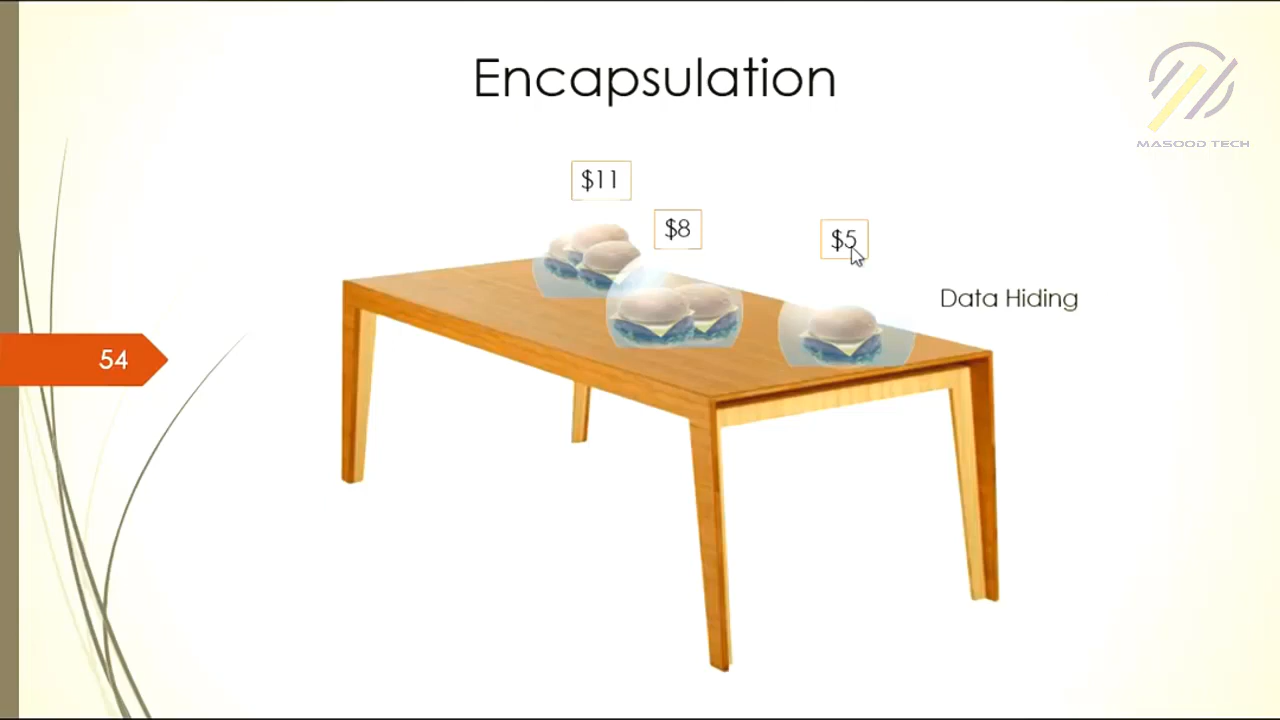 Encapsulation
MASOOD TECH
$11
$8
$5
Data Hiding
54